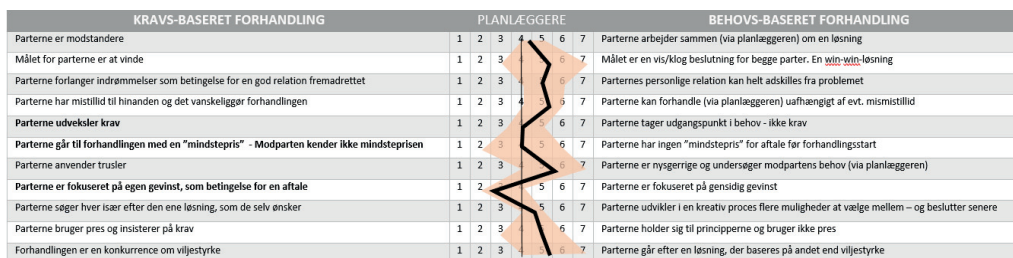 KRAVS-BASERET FORHANDLING PLANLÆGGERE BEHOVS-BASERET FORHANDLING
Parterne er modstandere 1 2 3 4 5 6 7 Parterne arbejder sammen (via planlæggeren) om en løsning
Målet for parterne er at vinde 1 2 3 4 5 6 7 Målet er en vis/klog beslutning for begge parter. En win-win-løsning
Parterne forlanger indrømmelser som betingelse for en god relation fremadrettet 1 2 3 4 5 6 7 Parternes personlige relation kan helt adskilles fra problemet
Parterne har mistillid til hinanden og det vanskeliggør forhandlingen 1 2 3 4 5 6 7 Parterne kan forhandle (via planlæggeren) uafhængigt af evt. mismistillid
Parterne udveksler krav 1 2 3 4 5 6 7 Parterne tager udgangspunkt i behov - ikke krav
Parterne går til forhandlingen med en ”mindstepris” - Modparten kender ikke mindsteprisen 1 2 3 4 5 6 7 Parterne har ingen ”mindstepris” for aftale før forhandlingsstart
Parterne anvender trusler 1 2 3 4 5 6 7 Parterne er nysgerrige og undersøger modpartens behov (via planlæggeren)
Parterne er fokuseret på egen gevinst, som betingelse for en aftale 1 2 3 4 5 6 7 Parterne er fokuseret på gensidig gevinst
Parterne søger hver især efter den ene løsning, som de selv ønsker 1 2 3 4 5 6 7 Parterne udvikler i en kreativ proces flere muligheder at vælge mellem – og beslutter senere
Parterne bruger pres og insisterer på krav 1 2 3 4 5 6 7 Parterne holder sig til principperne og bruger ikke pres
Forhandlingen er en konkurrence om viljestyrke 1 2 3 4 5 6 7 Parterne går efter en løsning, der baseres på andet end viljestyrke